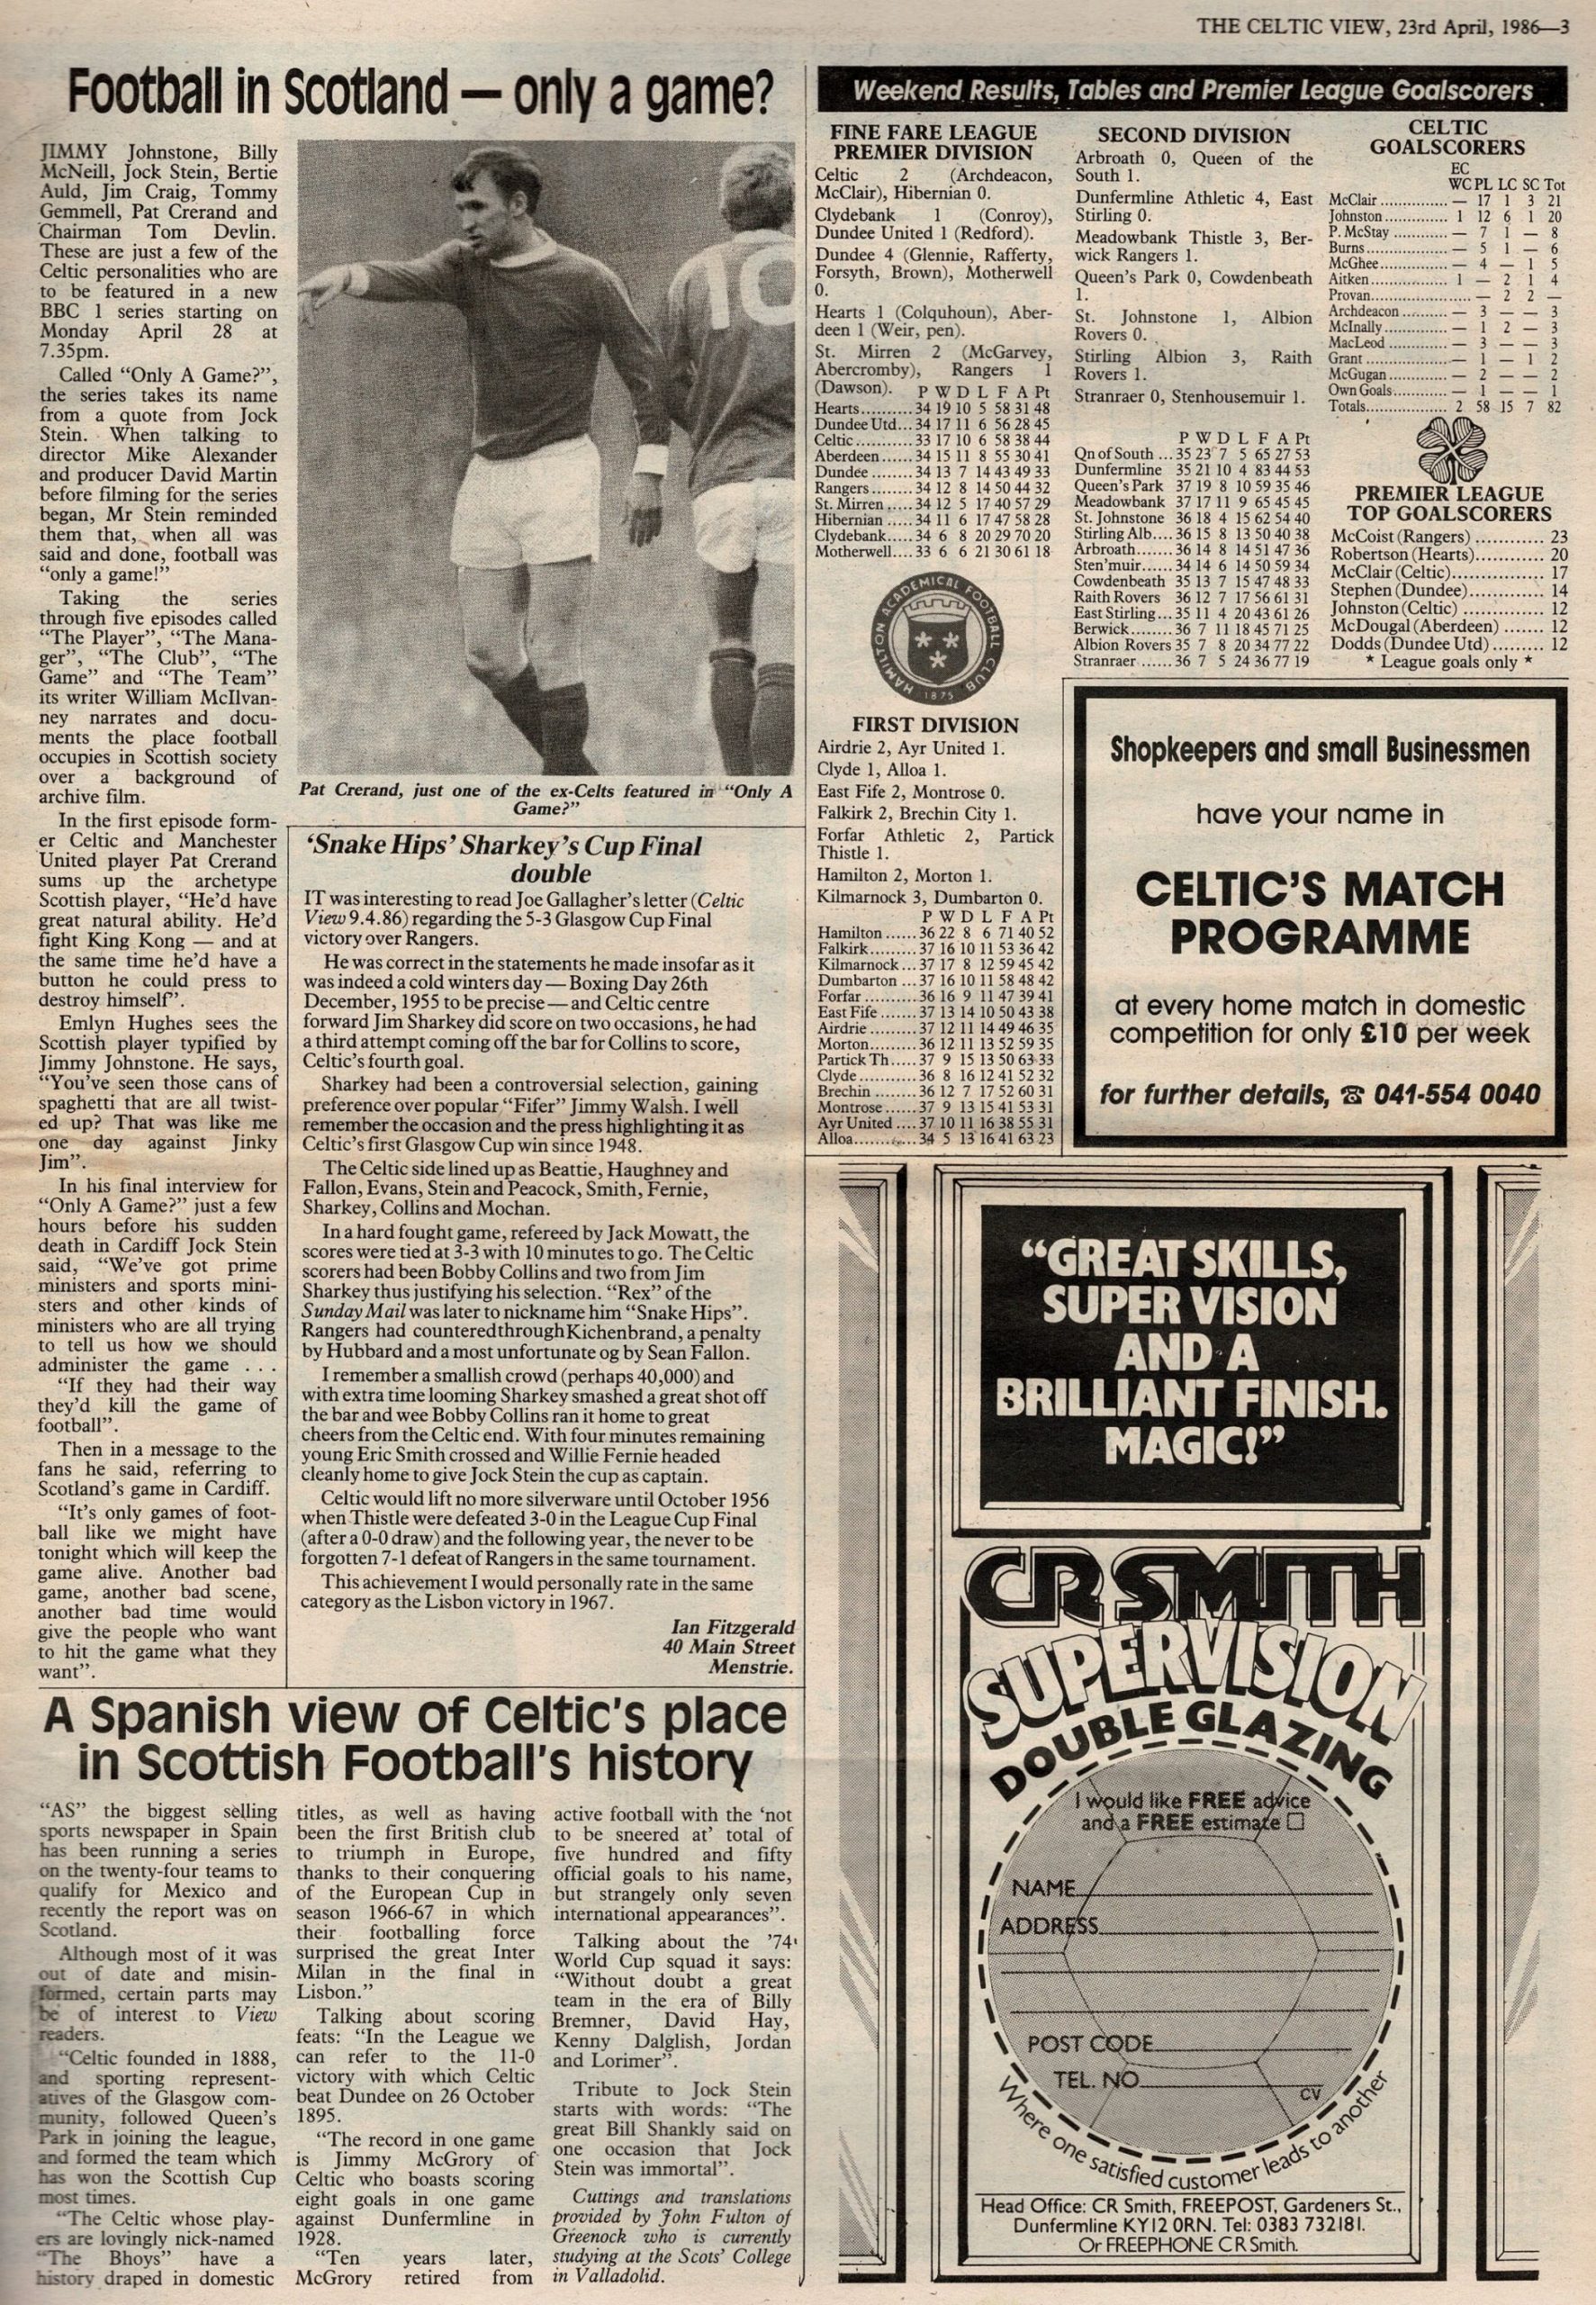 THE CELTIC VIEW, 23rd April, 1986—3
Football in Scotland — only a game?
JIMMY Johnstone, Billy
McNeill, Jock Stein, Bertie
Auld, Jim Craig, Tommy
Gemmell, Pat Crerand and
Chairman Tom Devlin.
These are just a few of the
Celtic personalities who are
to be featured in a new
BBC 1 series starting on
Monday April 28 at
7.35pm.
Called “Only A Game?”,
the series takes its name
from a quote from Jock
Stein. When talking to
director Mike Alexander
and producer David Martin
before filming for the series
began, Mr Stein reminded
them that, when all was
said and done, football was
“only a game!”
Taking the series
through five episodes called
“The Player”, “The Mana-
ger”, “The Club”, “The
Game” and “The Team”
its writer William McIlvan-
ney narrates and docu-
ments the place football
occupies in Scottish society
over a background of
archive film.
In the first episode form-
er Celtic and Manchester
United player Pat Crerand
sums up the archetype
Scottish player, “He’d have
great natural ability. He’d
fight King Kong — and at
the same time he’d have a
button he could press to
destroy himself”.
Emlyn Hughes sees the
Scottish player typified by
Jimmy Johnstone. He says,
“You’ve seen those cans of
spaghetti that are all twist-
ed up? That was like me
one day against Jinky
Jim”.
In his final interview for
“Only A Game?” just a few
hours before his sudden
death in Cardiff Jock Stein
said, “We’ve got prime
ministers and sports mini-
sters and other kinds of
ministers who are all trying
to tell us how we should
administer the game . . .
“If they had their way
they’d kill the game of
football”.
Then in a message to the
fans he said, referring to
Scotland’s game in Cardiff.
“It’s only games of foot-
ball like we might have
tonight which will keep the
game alive. Another bad
game, another bad scene,
another bad time would
give the people who want
to hit the game what they
want”.
10
Pat Crerand, just one of the ex-Celts featured in “Only A
Game?”
‘Snake Hips’ Sharkey’s Cup Final
double
IT was interesting to read Joe Gallagher’s letter (Celtic
View 9.4.86) regarding the 5-3 Glasgow Cup Final
victory over Rangers.
He was correct in the statements he made insofar as it
was indeed a cold winters day — Boxing Day 26th
December, 1955 to be precise — and Celtic centre
forward Jim Sharkey did score on two occasions, he had
a third attempt coming off the bar for Collins to score,
Celtic’s fourth goal.
Sharkey had been a controversial selection, gaining
preference over popular “Fifer” Jimmy Walsh. I well
remember the occasion and the press highlighting it as
Celtic’s first Glasgow Cup win since 1948.
The Celtic side lined up as Beattie, Haughney and
Fallon, Evans, Stein and Peacock, Smith, Fernie,
Sharkey, Collins and Mochan.
In a hard fought game, refereed by Jack Mowatt, the
scores were tied at 3-3 with 10 minutes to go. The Celtic
scorers had been Bobby Collins and two from Jim
Sharkey thus justifying his selection. “Rex” of the
Sunday Mail was later to nickname him “Snake Hips”.
Rangers had countered through Kichenbrand, a penalty
by Hubbard and a most unfortunate og by Sean Fallon.
I remember a smallish crowd (perhaps 40,000) and
with extra time looming Sharkey smashed a great shot off
the bar and wee Bobby Collins ran it home to great
cheers from the Celtic end. With four minutes remaining
young Eric Smith crossed and Willie Fernie headed
cleanly home to give Jock Stein the cup as captain.
Celtic would lift no more silverware until October 1956
when Thistle were defeated 3-0 in the League Cup Final
(after a 0-0 draw) and the following year, the never to be
forgotten 7-1 defeat of Rangers in the same tournament.
This achievement I would personally rate in the same
category as the Lisbon victory in 1967.
Ian Fitzgerald
40 Main Street
Menstrie.
A Spanish view of Celtic’s place
in Scottish Football’s history
“AS” the biggest selling
sports newspaper in Spain
has been running a series
on the twenty-four teams to
qualify for Mexico and
recently the report was on
Scotland.
Although most of it was
out of date and misin-
formed, certain parts may
be of interest to View
readers.
“Celtic founded in 1888,
and sporting represent-
atives of the Glasgow com-
munity, followed Queen’s
Park in joining the league,
and formed the team which
has won the Scottish Cup
most times.
“The Celtic whose play-
ers are lovingly nick-named
“The Bhoys” have a
history draped in domestic
titles, as well as having
been the first British club
to triumph in Europe,
thanks to their conquering
of the European Cup in
season 1966-67 in which
their footballing force
surprised the great Inter
Milan in the final in
Lisbon.”
Talking about scoring
feats: “In the League we
can refer to the 11-0
victory with which Celtic
beat Dundee on 26 October
1895.
“The record in one game
is Jimmy McGrory of
Celtic who boasts scoring
eight goals in one game
against Dunfermline in
1928.
“Ten years later,
McGrory retired from
active football with the ‘not
to be sneered at’ total of
five hundred and fifty
official goals to his name,
but strangely only seven
international appearances”.
Talking about the ’74
World Cup squad it says:
“Without doubt a great
team in the era of Billy
Bremner, David Hay,
Kenny Dalglish, Jordan
and Lorimer”.
Tribute to Jock Stein
starts with words: “The
great Bill Shankly said on
one occasion that Jock
Stein was immortal”.
Cuttings and translations
provided by John Fulton of
Greenock who is currently
studying at the Scots’ College
in Valladolid.
Weekend Results, Tables and Premier League Goalscorers
FINE FARE LEAGUE
PREMIER DIVISION
Celtic 2 (Archdeacon,
McClair), Hibernian 0.
Clydebank 1 (Conroy),
Dundee United 1 (Redford).
Dundee 4 (Glennie, Rafferty,
Forsyth, Brown), Motherwell
0.
Hearts 1 (Colquhoun), Aber-
deen 1 (Weir, pen).
St. Mirren 2 (McGarvey,
Abercromby), Rangers 1
(Dawson). P W D L F A Pt
Hearts..........34 19 10 5 58 31 48
Dundee Utd...34 17 11 6 56 28 45
Celtic...........33 17 10 6 58 38 44
Aberdeen......34 15 11 8 55 30 41
Dundee........34 13 7 14 43 49 33
Rangers........34 12 8 14 50 44 32
St. Mirren ....34 12 5 17 40 57 29
Hibernian .....34 11 6 17 47 58 28
Clydebank.....34 6 8 20 29 70 20
Motherwell....33 6 6 21 30 61 18
HAMILTON ACADEMICAL FOOTBALL CLUB
1875
FIRST DIVISION
Airdrie 2, Ayr United 1.
Clyde 1, Alloa 1.
East Fife 2, Montrose 0.
Falkirk 2, Brechin City 1.
Forfar Athletic 2, Partick
Thistle 1.
Hamilton 2, Morton 1.
Kilmarnock 3, Dumbarton 0.
P W D L F A Pt
Hamilton ......36 22 8 6 71 40 52
Falkirk.........37 16 10 11 53 36 42
Kilmarnock ...37 17 8 12 59 45 42
Dumbarton ...37 16 10 11 58 48 42
Forfar ..........36 16 9 11 47 39 41
East Fife .......37 13 14 10 50 43 38
Airdrie .........37 12 11 14 49 46 35
Morton.........36 12 11 13 52 59 35
Partick Th.....37 9 15 13 50 63 33
Clyde...........36 8 16 12 41 52 32
Brechin ........36 12 7 17 52 60 31
Montrose......37 9 13 15 41 53 31
Ayr United ....37 10 11 16 38 55 31
Alloa............34 5 13 16 41 63 23
SECOND DIVISION
Arbroath 0, Queen of the
South 1.
Dunfermline Athletic 4, East
Stirling 0.
Meadowbank Thistle 3, Ber-
wick Rangers 1.
Queen’s Park 0, Cowdenbeath
1.
St. Johnstone 1, Albion
Rovers 0.
Stirling Albion 3, Raith
Rovers 1.
Stranraer 0, Stenhousemuir 1.
P W D L F A Pt
Qn of South ...35 23 7 5 65 27 53
Dunfermline 35 21 10 4 83 44 53
Queen’s Park 37 19 8 10 59 35 46
Meadowbank 37 17 11 9 65 45 45
St. Johnstone 36 18 4 15 62 54 40
Stirling Alb....36 15 8 13 50 40 38
Arbroath.......36 14 8 14 51 47 36
Sten’muir......34 14 6 14 50 59 34
Cowdenbeath 35 13 7 15 47 48 33
Raith Rovers 36 12 7 17 56 61 31
East Stirling...35 11 4 20 43 61 26
Berwick........36 7 11 18 45 71 25
Albion Rovers 35 7 8 20 34 77 22
Stranraer ......36 7 5 24 36 77 19
CELTIC
GOALSCORERS
EC
WC PL LC SC Tot
McClair............... — 17 1 3 21
Johnston............. 1 12 6 1 20
P. McStay ........... — 7 1 — 8
Burns................. — 5 1 — 6
McGhee.............. — 4 — 1 5
Aitken................ 1 — 2 1 4
Provan..................... — 2 2 —
Archdeacon ......... — 3 — — 3
McInally............. — 1 2 — 3
MacLeod ............ — 3 — — 3
Grant ................. — 1 — 1 2
McGugan............ — 2 — — 2
Own Goals........... — 1 — — 1
Totals................. 2 58 15 7 82
PREMIER LEAGUE
TOP GOALSCORERS
McCoist (Rangers) ............ 23
Robertson (Hearts)............ 20
McClair (Celtic)................ 17
Stephen (Dundee)............. 14
Johnston (Celtic) .............. 12
McDougal (Aberdeen) ....... 12
Dodds (Dundee Utd) ......... 12
* League goals only *
Shopkeepers and small Businessmen
have your name in
CELTIC’S MATCH
PROGRAMME
at every home match in domestic
competition for only £10 per week
for further details, ☎ 041-554 0040
“GREAT SKILLS,
SUPER VISION
AND A
BRILLIANT FINISH.
MAGIC!”
CR SMITH
SUPERVISION
DOUBLE GLAZING
I would like FREE advice
and a FREE estimate ☐
NAME
ADDRESS
POST CODE
TEL. NO
CV
Where one satisfied customer leads to another
Head Office: CR Smith, FREEPOST, Gardeners St.,
Dunfermline KY12 0RN. Tel: 0383 732181.
Or FREEPHONE CR Smith.